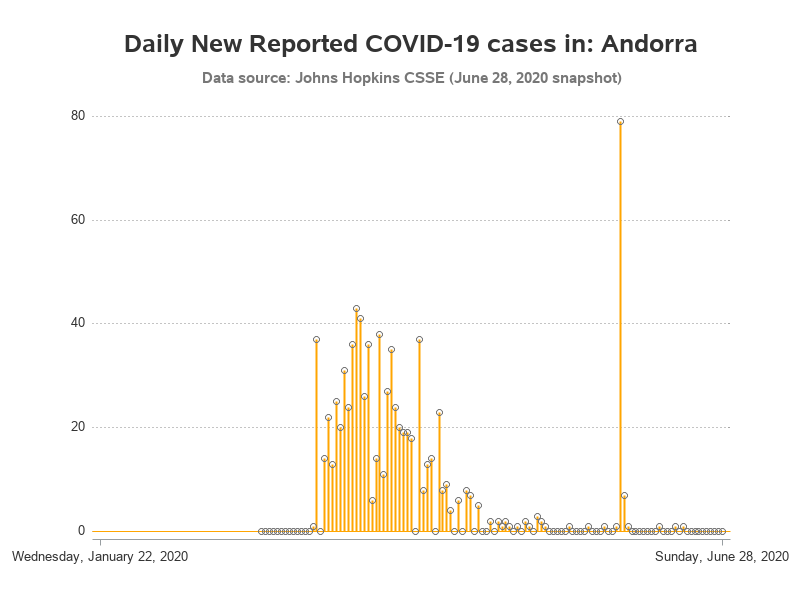 Daily New Reported COVID-19 cases in: Andorra
Data source: Johns Hopkins CSSE (June 28, 2020 snapshot)
80
60
40
20
0
Wednesday, January 22, 2020 Sunday, June 28, 2020